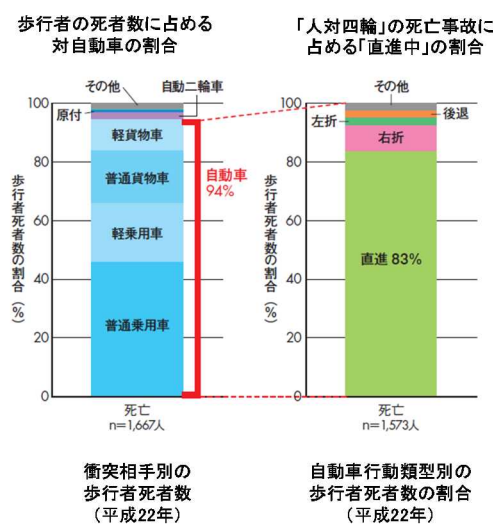 歩行者の死者数に占める
対自動車の割合
その他
自動二輪車
原付
100
80
60
40
20
0
歩行者死者数の割合(%)
軽貨物車
普通貨物車
軽乗用車
普通乗用車
自動車
94%
死亡
n=1,667人
衝突相手別の
歩行者死者数
(平成22年)
「人対四輪」の死亡事故に
占める「直進中」の割合
その他
後退
左折
右折
100
80
60
40
20
0
歩行者死者数の割合(%)
直進 83%
死亡
n=1,573人
自動車行動類型別の
歩行者死者数の割合
(平成22年)